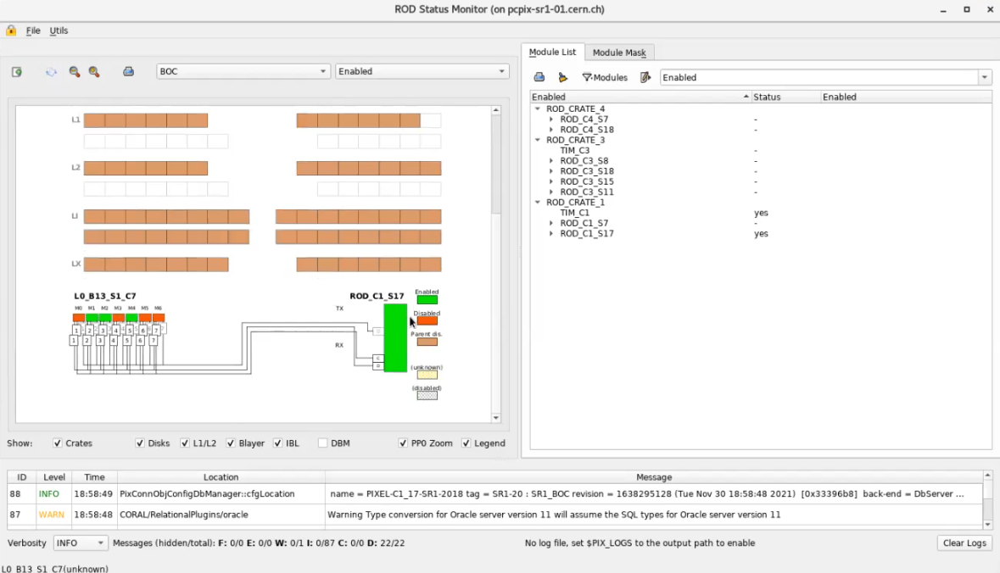 ROD Status Monitor (on pcpix-sr1-01.cern.ch)
File Utils
BOC Enabled
L1
L2
LI
LX
L0_B13_S1_C7 ROD_C1_S17
M0 M1 M2 M3 M4 M5 M6
1 2 3 4 5 6 7
1 2 3 4 5 6 7
TX
RX
Enabled
Disabled
Parent dis.
(unknown)
(disabled)
Show: Crates Disks L1/L2 Blayer IBL DBM PP0 Zoom Legend
Module List Module Mask
Modules Enabled
Enabled Status Enabled
ROD_CRATE_4
ROD_C4_S7 -
ROD_C4_S18 -
ROD_CRATE_3
TIM_C3 -
ROD_C3_S8 -
ROD_C3_S18 -
ROD_C3_S15 -
ROD_C3_S11 -
ROD_CRATE_1
TIM_C1 yes
ROD_C1_S7 -
ROD_C1_S17 yes
ID Level Time Location Message
88 INFO 18:58:49 PixConnObjConfigDbManager::cfgLocation name = PIXEL-C1_17-SR1-2018 tag = SR1-20 : SR1_BOC revision = 1638295128 (Tue Nov 30 18:58:48 2021) [0x33396b8] back-end = DbServer ...
87 WARN 18:58:48 CORAL/RelationalPlugins/oracle Warning Type conversion for Oracle server version 11 will assume the SQL types for Oracle server version 11
Verbosity INFO Messages (hidden/total): F: 0/0 E: 0/0 W: 0/1 I: 0/87 C: 0/0 D: 22/22 No log file, set $PIX_LOGS to the output path to enable Clear Logs
L0_B13_S1_C7(unknown)